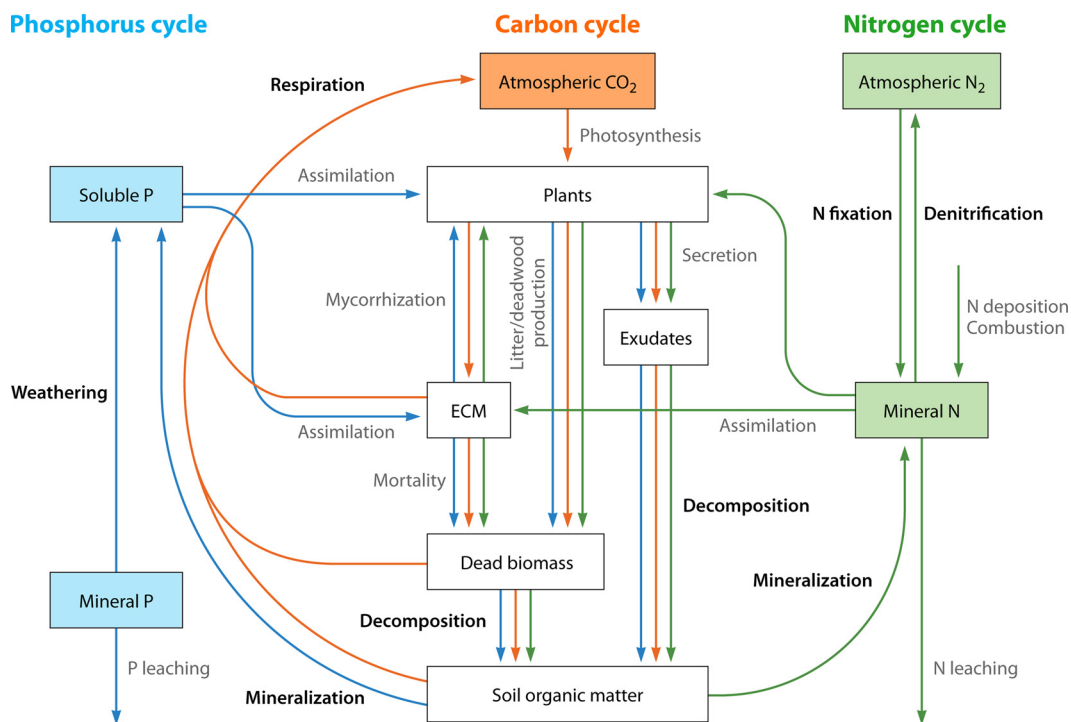 Phosphorus cycle
Carbon cycle
Nitrogen cycle
Respiration
Atmospheric CO₂
Atmospheric N₂
Photosynthesis
Soluble P
Assimilation
Plants
N fixation
Denitrification
Secretion
Mycorrhization
Litter/deadwood
production
N deposition
Combustion
Exudates
Weathering
ECM
Mineral N
Assimilation
Assimilation
Mortality
Decomposition
Dead biomass
Mineralization
Mineral P
Decomposition
P leaching
Mineralization
Soil organic matter
N leaching